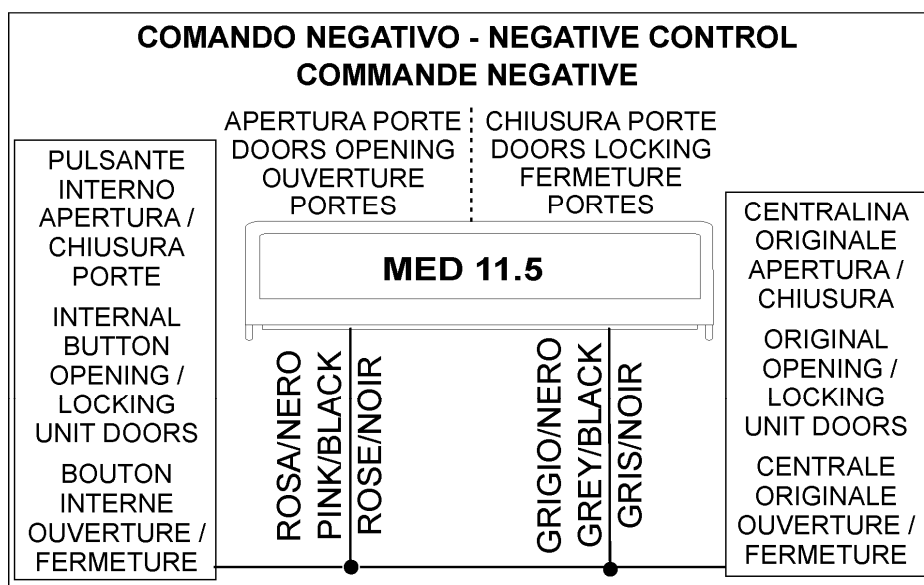 COMANDO NEGATIVO - NEGATIVE CONTROL
COMMANDE NEGATIVE
APERTURA PORTE
DOORS OPENING
OUVERTURE
PORTES
CHIUSURA PORTE
DOORS LOCKING
FERMETURE
PORTES
PULSANTE
INTERNO
APERTURA /
CHIUSURA
PORTE
INTERNAL
BUTTON
OPENING /
LOCKING
UNIT DOORS
BOUTON
INTERNE
OUVERTURE /
FERMETURE
MED 11.5
ROSA/NERO
PINK/BLACK
ROSE/NOIR
GRIGIO/NERO
GREY/BLACK
GRIS/NOIR
CENTRALINA
ORIGINALE
APERTURA /
CHIUSURA
ORIGINAL
OPENING /
LOCKING
UNIT DOORS
CENTRALE
ORIGINALE
OUVERTURE /
FERMETURE